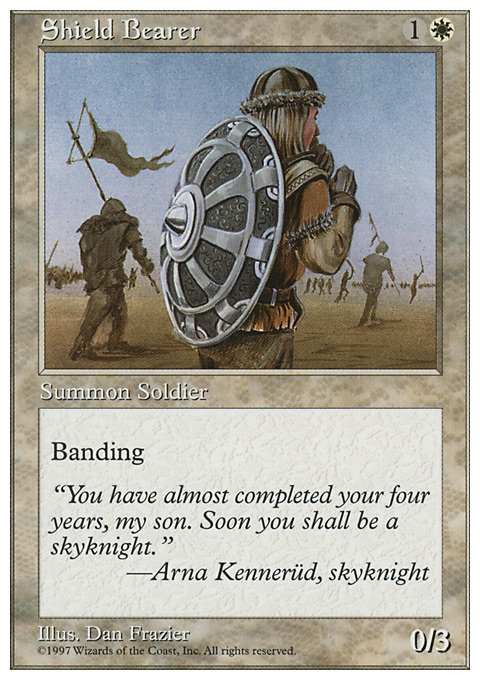 Shield Bearer 1
Summon Soldier
Banding
“You have almost completed your four
years, my son. Soon you shall be a
skyknight.”
—Arna Kennerüd, skyknight
Illus. Dan Frazier
©1997 Wizards of the Coast, Inc. All rights reserved.
0/3